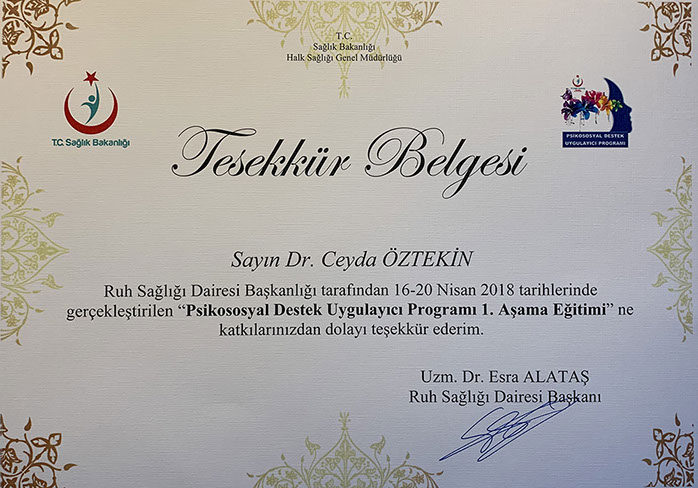 T.C.
Sağlık Bakanlığı
Halk Sağlığı Genel Müdürlüğü
T.C. Sağlık Bakanlığı
PSİKOSOSYAL DESTEK
UYGULAYICI PROGRAMI
Tesekkür Belgesi
Sayın Dr. Ceyda ÖZTEKİN
Ruh Sağlığı Dairesi Başkanlığı tarafından 16-20 Nisan 2018 tarihlerinde
gerçekleştirilen “Psikososyal Destek Uygulayıcı Programı 1. Aşama Eğitimi” ne
katkılarınızdan dolayı teşekkür ederim.
Uzm. Dr. Esra ALATAŞ
Ruh Sağlığı Dairesi Başkanı